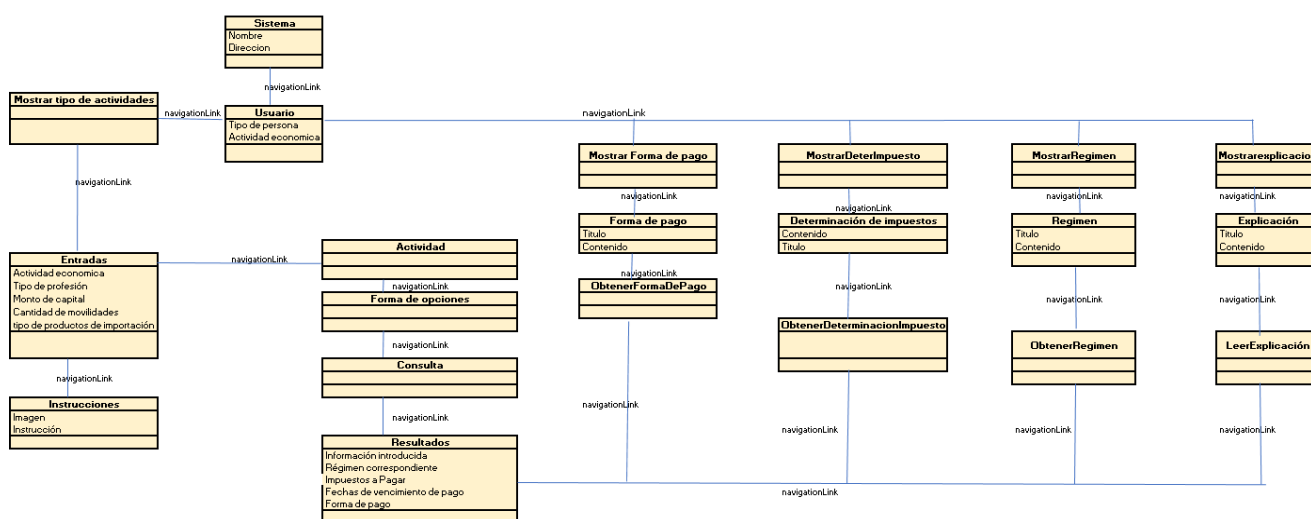 Sistema
Nombre
Direccion
navigationLink
Mostrar tipo de actividades
navigationLink
Usuario
Tipo de persona
Actividad economica
navigationLink
Mostrar Forma de pago
MostrarDeterImpuesto
MostrarRegimen
Mostrarexplicacio
navigationLink
navigationLink
navigationLink
navigationLink
navigationLink
Forma de pago
Titulo
Contenido
Determinación de impuestos
Contenido
Titulo
Regimen
Titulo
Contenido
Explicación
Titulo
Contenido
Entradas
Actividad economica
Tipo de profesión
Monto de capital
Cantidad de movilidades
tipo de productos de importación
navigationLink
Actividad
navigationLink
Forma de opciones
navigationLink
ObtenerFormaDePago
navigationLink
navigationLink
navigationLink
navigationLink
ObtenerDeterminacionImpuesto
ObtenerRegimen
LeerExplicación
navigationLink
Consulta
navigationLink
Instrucciones
Imagen
Instrucción
navigationLink
navigationLink
navigationLink
navigationLink
navigationLink
Resultados
Información introducida
Régimen correspondiente
Impuestos a Pagar
Fechas de vencimiento de pago
Forma de pago
navigationLink